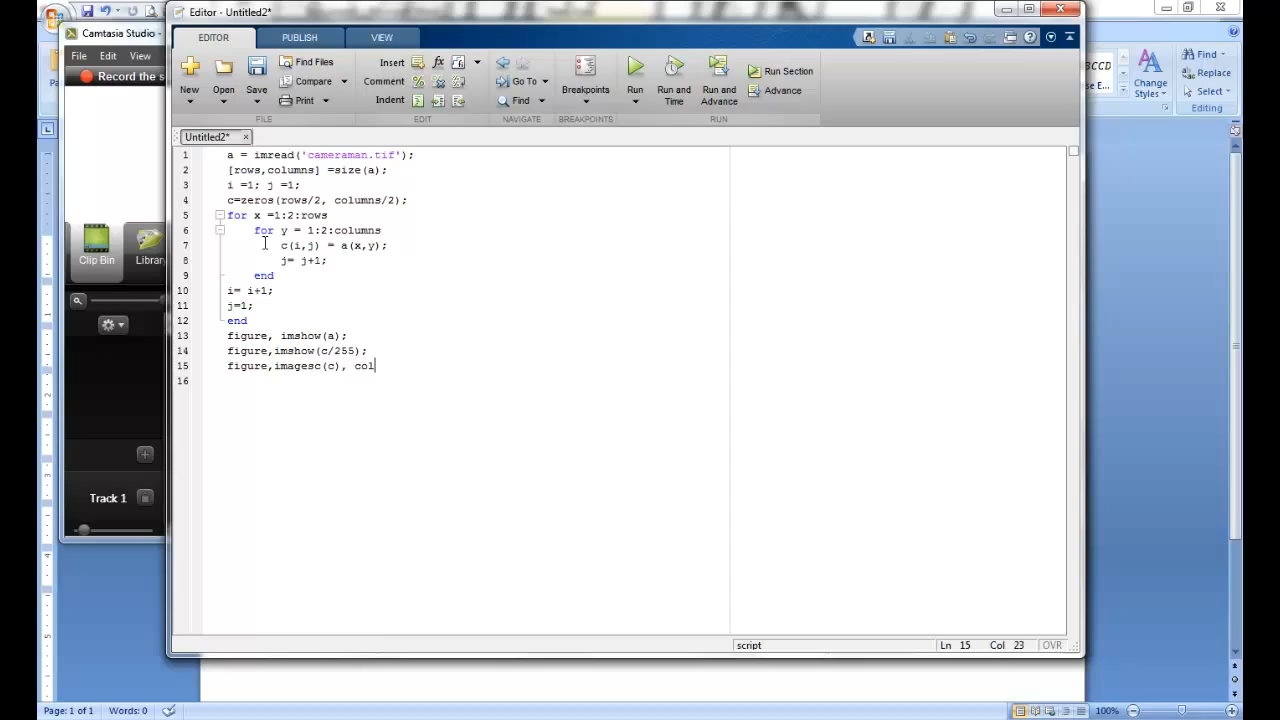 Editor - Untitled2*
Camtasia Studio -
EDITOR PUBLISH VIEW
File Edit View
Record the s
New Open Save
Find Files
Compare
Print
Insert
Comment
Indent
Go To
Find
Breakpoints
Run
Run and Time
Run and Advance
Run Section
Advance
FILE EDIT NAVIGATE BREAKPOINTS RUN
Find
Replace
Select
Change Styles
Editing
Untitled2*
1 a = imread('cameraman.tif');
2 [rows,columns] =size(a);
3 i =1; j =1;
4 c=zeros(rows/2, columns/2);
5 for x =1:2:rows
6 for y = 1:2:columns
7 c(i,j) = a(x,y);
8 j= j+1;
9 end
10 i= i+1;
11 j=1;
12 end
13 figure, imshow(a);
14 figure,imshow(c/255);
15 figure,imagesc(c), col
16
Clip Bin
Library
Track 1
script
Ln 15 Col 23 OVR
Page: 1 of 1 Words: 0
100%